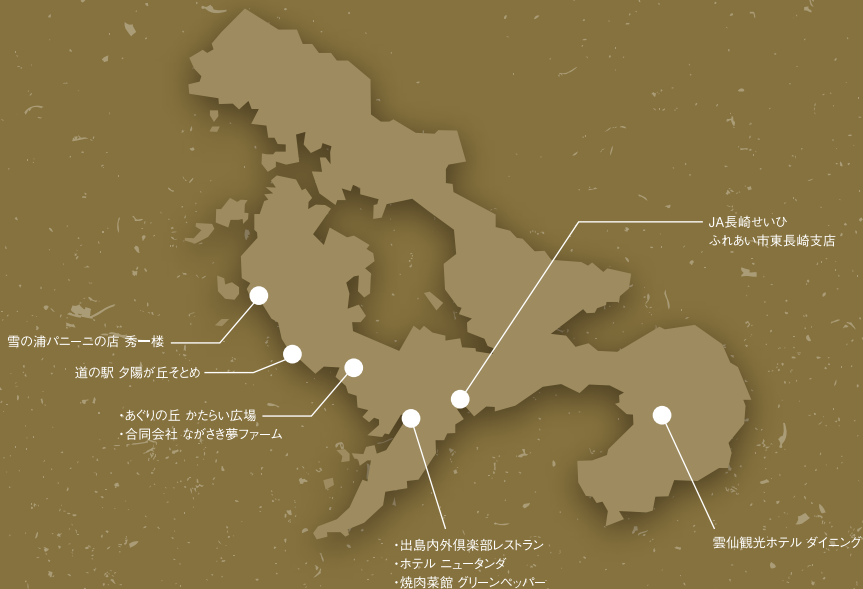 JA長崎せいひ
ふれあい市東長崎支店
雪の浦パニーニの店 秀一楼
道の駅 夕陽が丘そとめ
・あぐりの丘 かたらい広場
・合同会社 ながさき夢ファーム
・出島内外倶楽部レストラン
・ホテル ニュータンダ
・焼肉菜館 グリーンペッパー
雲仙観光ホテル ダイニング